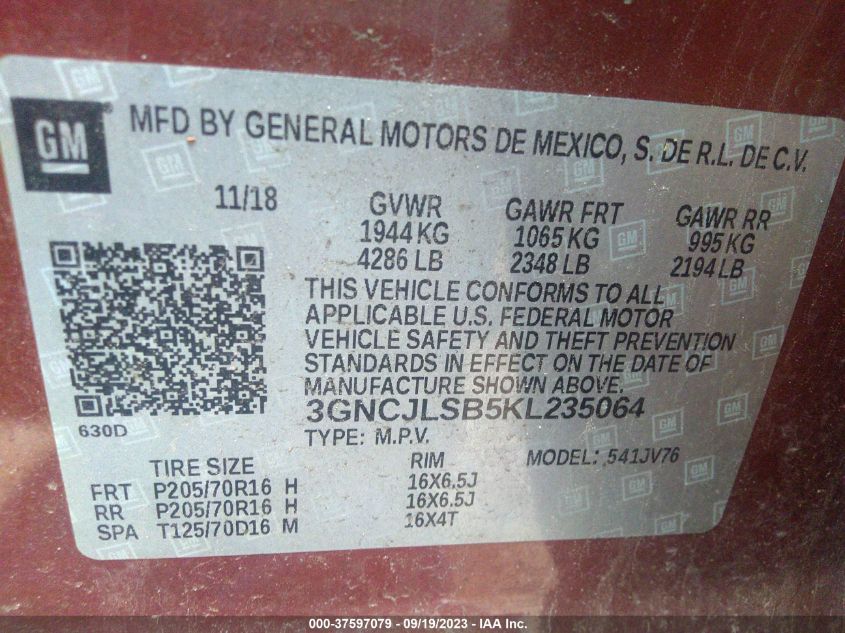 GM ® MFD BY GENERAL MOTORS DE MEXICO, S. DE R.L. DE C.V.
11/18 GVWR GAWR FRT GAWR RR
1944 KG 1065 KG 995 KG
4286 LB 2348 LB 2194 LB
THIS VEHICLE CONFORMS TO ALL
APPLICABLE U.S. FEDERAL MOTOR
VEHICLE SAFETY AND THEFT PREVENTION
STANDARDS IN EFFECT ON THE DATE OF
MANUFACTURE SHOWN ABOVE.
3GNCJLSB5KL235064
630D
TYPE: M.P.V.
TIRE SIZE RIM MODEL: 541JV76
FRT P205/70R16 H 16X6.5J
RR P205/70R16 H 16X6.5J
SPA T125/70D16 M 16X4T
000-37597079 - 09/19/2023 - IAA Inc.